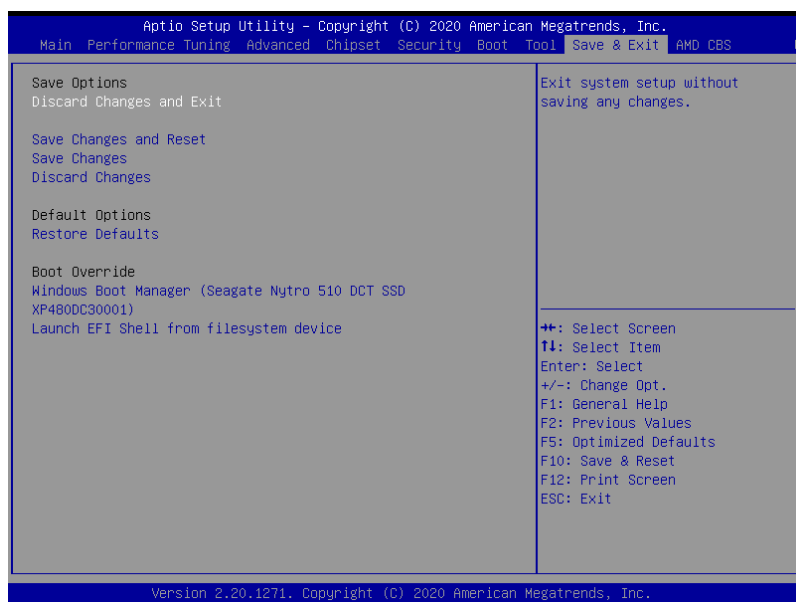 Aptio Setup Utility – Copyright (C) 2020 American Megatrends, Inc.
Main Performance Tuning Advanced Chipset Security Boot Tool Save & Exit AMD CBS
Save Options
Discard Changes and Exit
Save Changes and Reset
Save Changes
Discard Changes
Default Options
Restore Defaults
Boot Override
Windows Boot Manager (Seagate Nytro 510 DCT SSD
XP480DC30001)
Launch EFI Shell from filesystem device
Exit system setup without
saving any changes.
→←: Select Screen
↑↓: Select Item
Enter: Select
+/-: Change Opt.
F1: General Help
F2: Previous Values
F5: Optimized Defaults
F10: Save & Reset
F12: Print Screen
ESC: Exit
Version 2.20.1271. Copyright (C) 2020 American Megatrends, Inc.